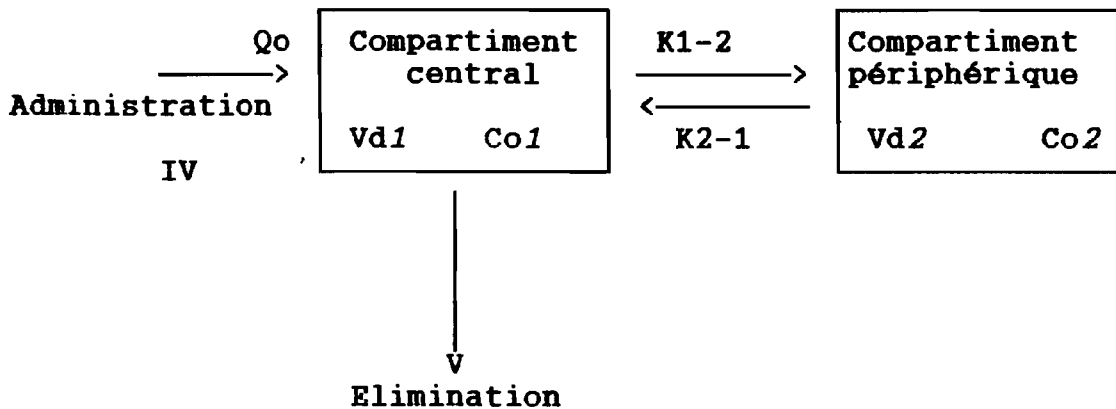 Qo
Compartiment
central
K1-2
Compartiment
périphérique
Administration
IV
Vd1 Co1
K2-1
Vd2 Co2
Elimination